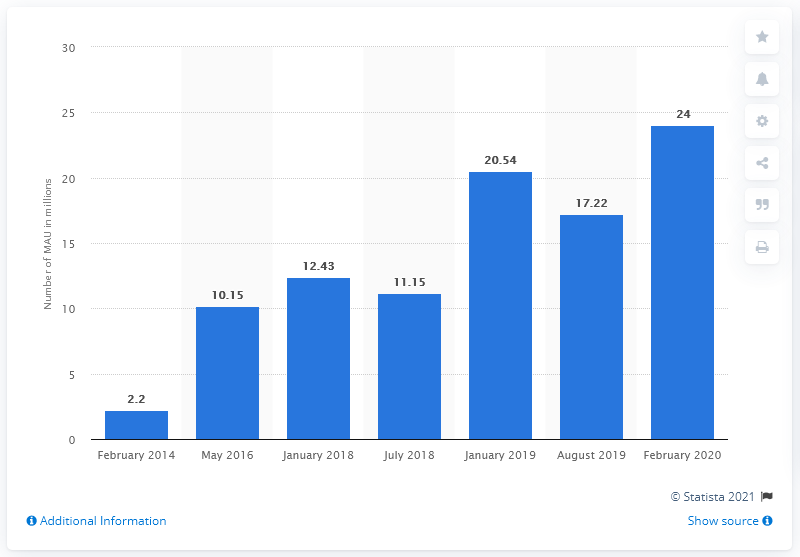 30
25
20
15
10
5
0
Number of MAU in millions
2.2
10.15
12.43
11.15
20.54
17.22
24
February 2014
May 2016
January 2018
July 2018
January 2019
August 2019
February 2020
© Statista 2021
Additional Information
Show source